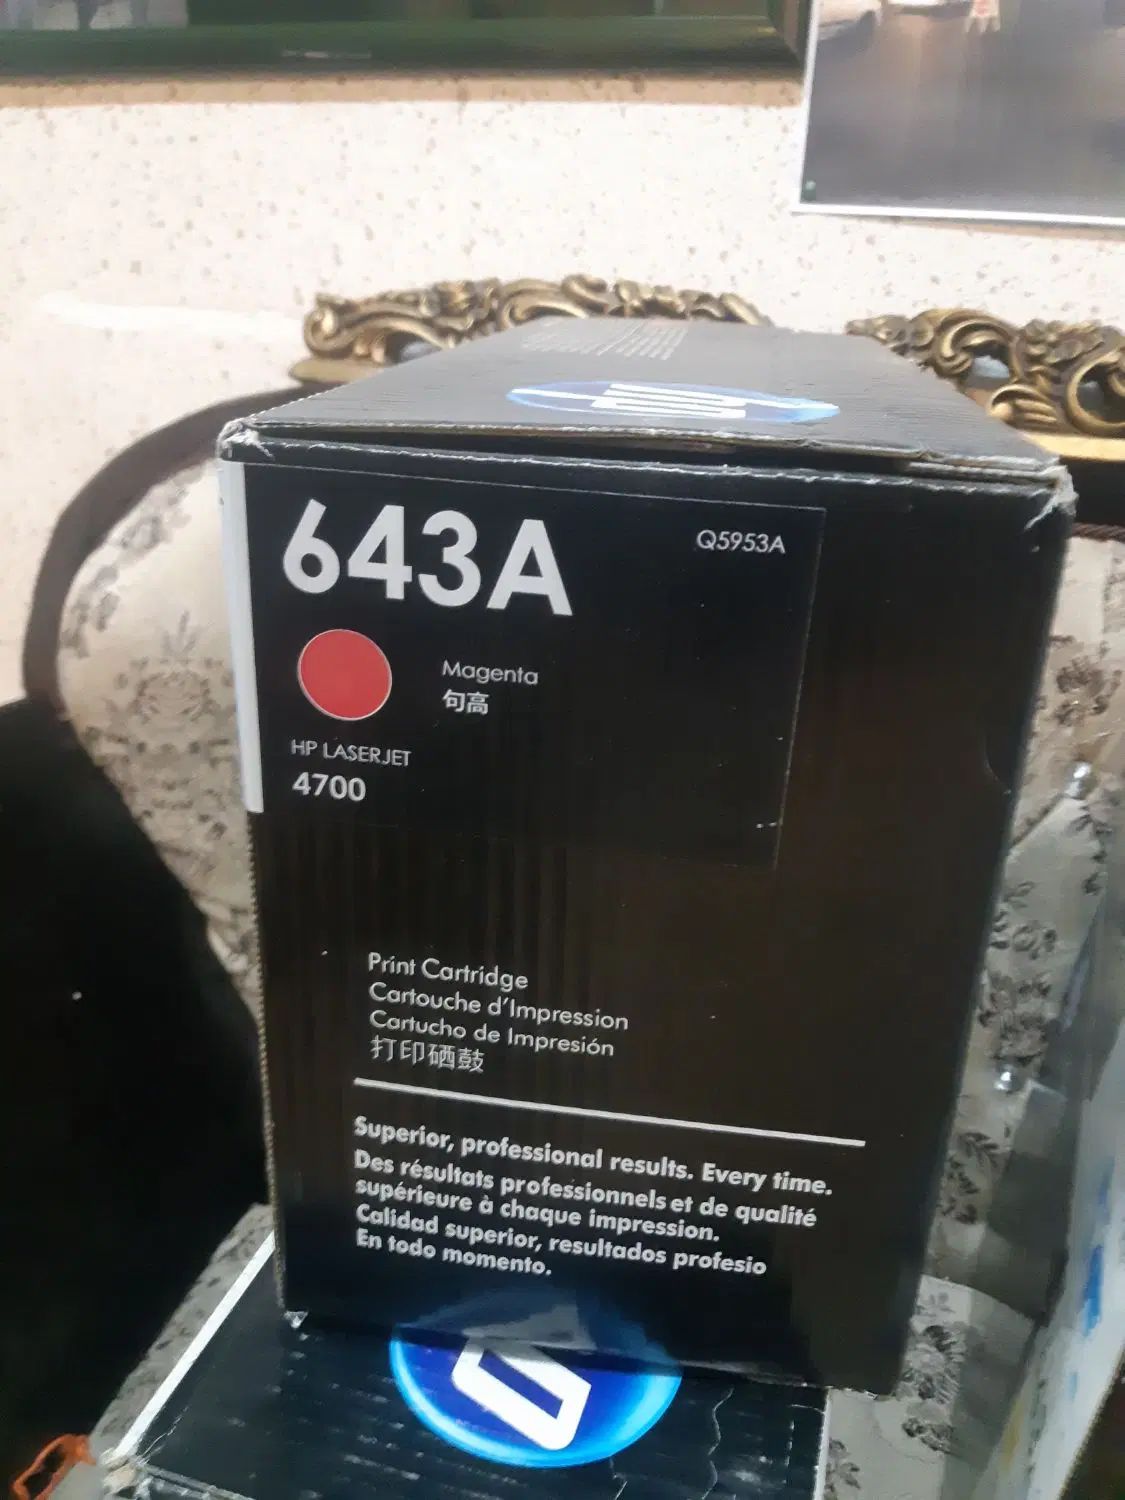 643A
Q5953A
Magenta
句高
HP LASERJET
4700
Print Cartridge
Cartouche d'Impression
Cartucho de Impresión
打印硒鼓
Superior, professional results. Every time.
Des résultats professionnels et de qualité
supérieure à chaque impression.
Calidad superior, resultados profesio
En todo momento.